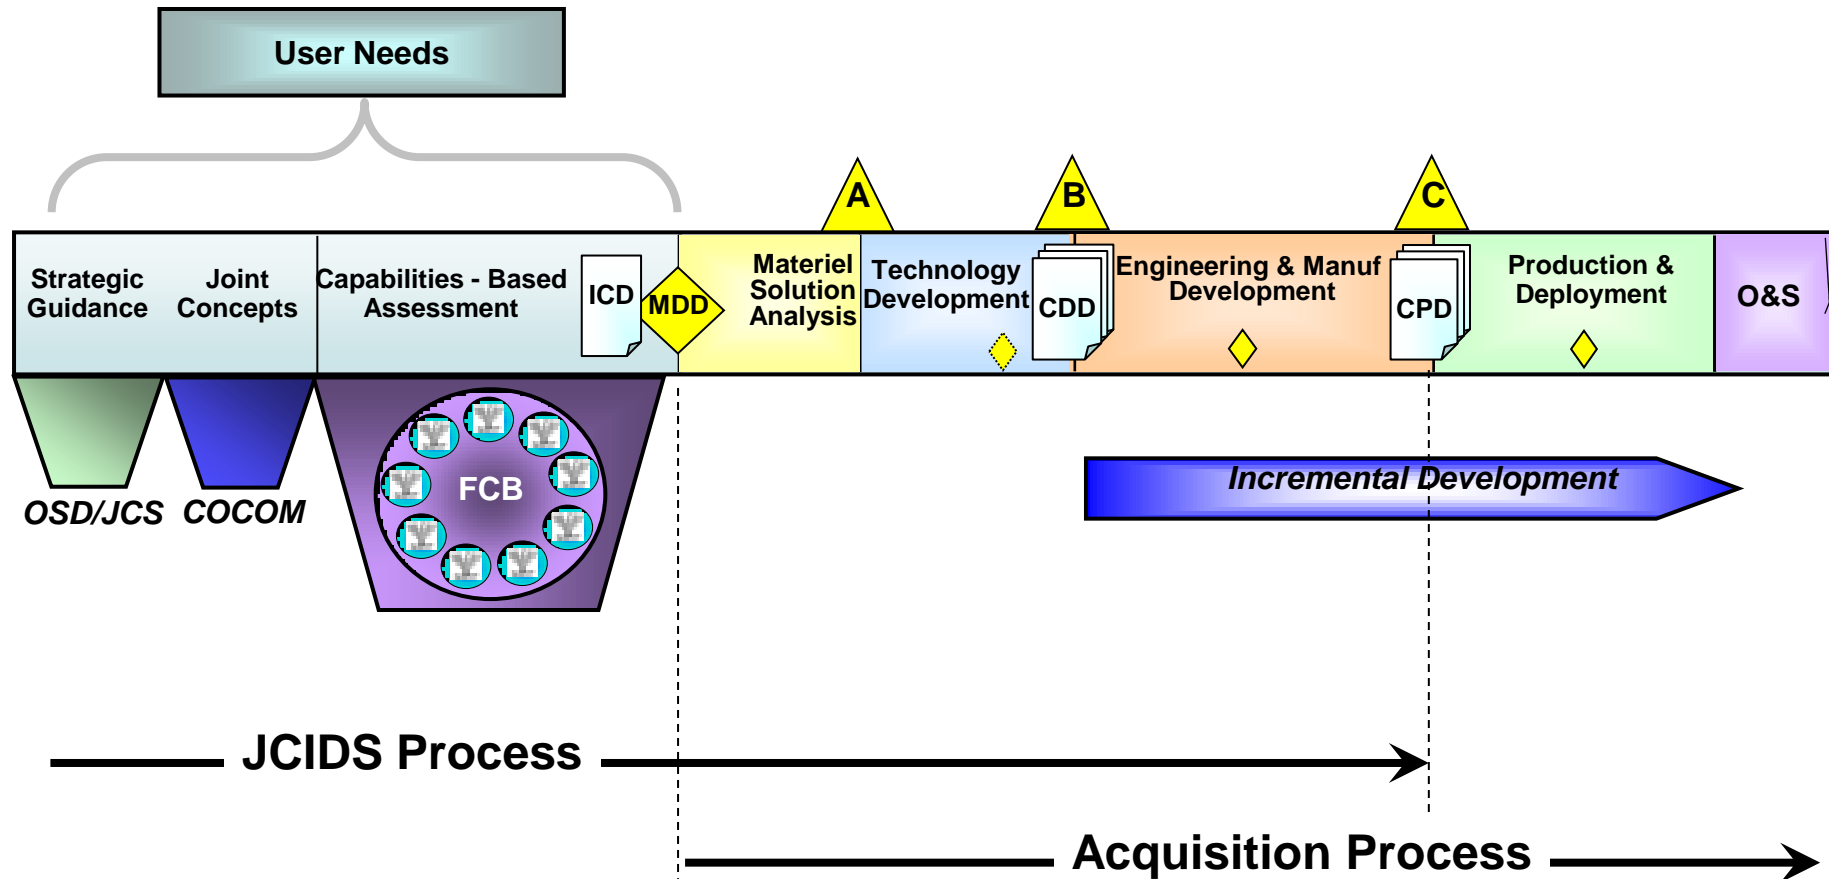 User Needs
A
B
C
Strategic
Guidance
Joint
Concepts
Capabilities - Based
Assessment
ICD
MDD
Materiel
Solution
Analysis
Technology
Development
CDD
Engineering & Manuf
Development
CPD
Production &
Deployment
O&S
OSD/JCS
COCOM
FCB
Incremental Development
JCIDS Process
Acquisition Process